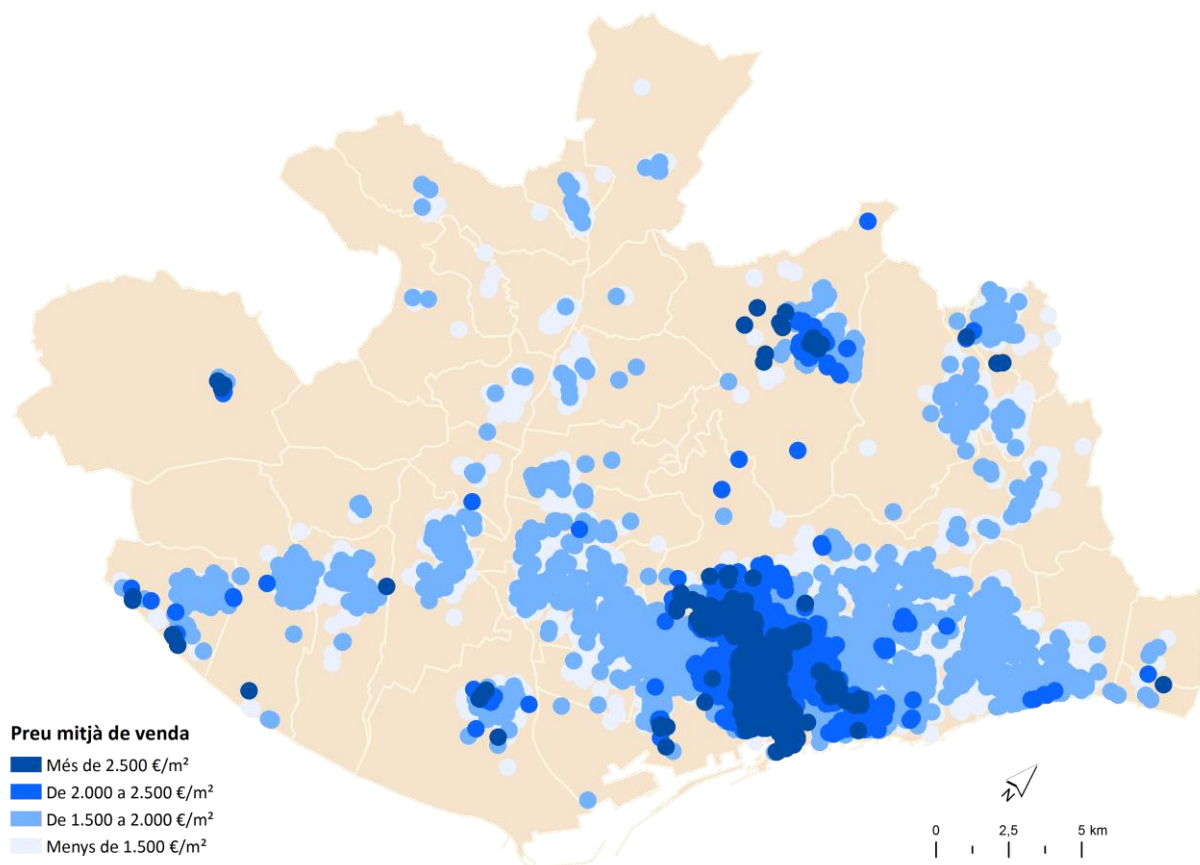 Preu mitjà de venda
Més de 2.500 €/m²
De 2.000 a 2.500 €/m²
De 1.500 a 2.000 €/m²
Menys de 1.500 €/m²
N
0 2,5 5 km